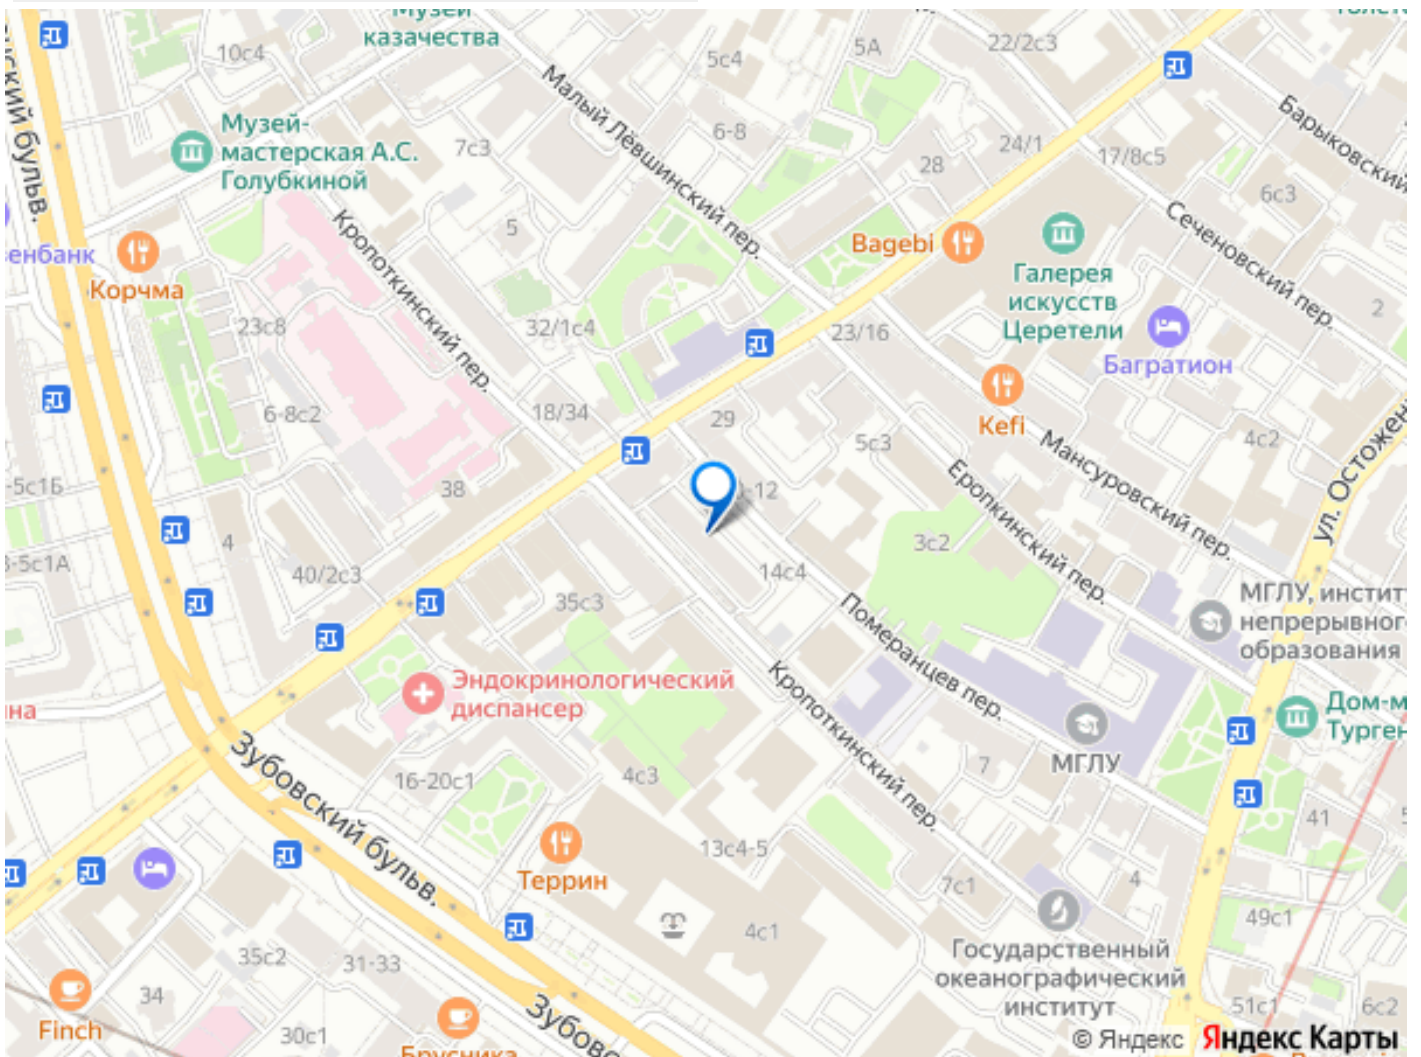 Музей
казачества
10с4
5с4
5А
22/2с3
Малый Лёвшинский пер.
Барыковский
Музей-
мастерская А.С.
Голубкиной
7с3
6-8
28
24/1
17/8с5
6с3
Сеченовский пер.
бульв.
Кропоткинский пер.
5
Bagebi
Галерея
искусств
Церетели
2
Корчма
23с8
32/1с4
23/16
Багратион
6-8с2
18/34
29
5с3
Kefi
4с2
Мансуровский пер.
ул. Остожен
-5с1Б
38
-12
Еропкинский пер.
4
3с2
-5с1А
40/2с3
14с4
35с3
МГЛУ, инстит
непрерывног
образования
Померанцев пер.
Эндокринологический
диспансер
Кропоткинский пер.
Дом-м
Турген
на
МГЛУ
7
Зубовский бульв.
16-20с1
4с3
41
13с4-5
Террин
7с1
4
49с1
4с1
35с2
31-33
Государственный
океанографический
институт
34
51с1
6с2
Finch
30с1
Зубовс
Брусника
© Яндекс
Яндекс Карты